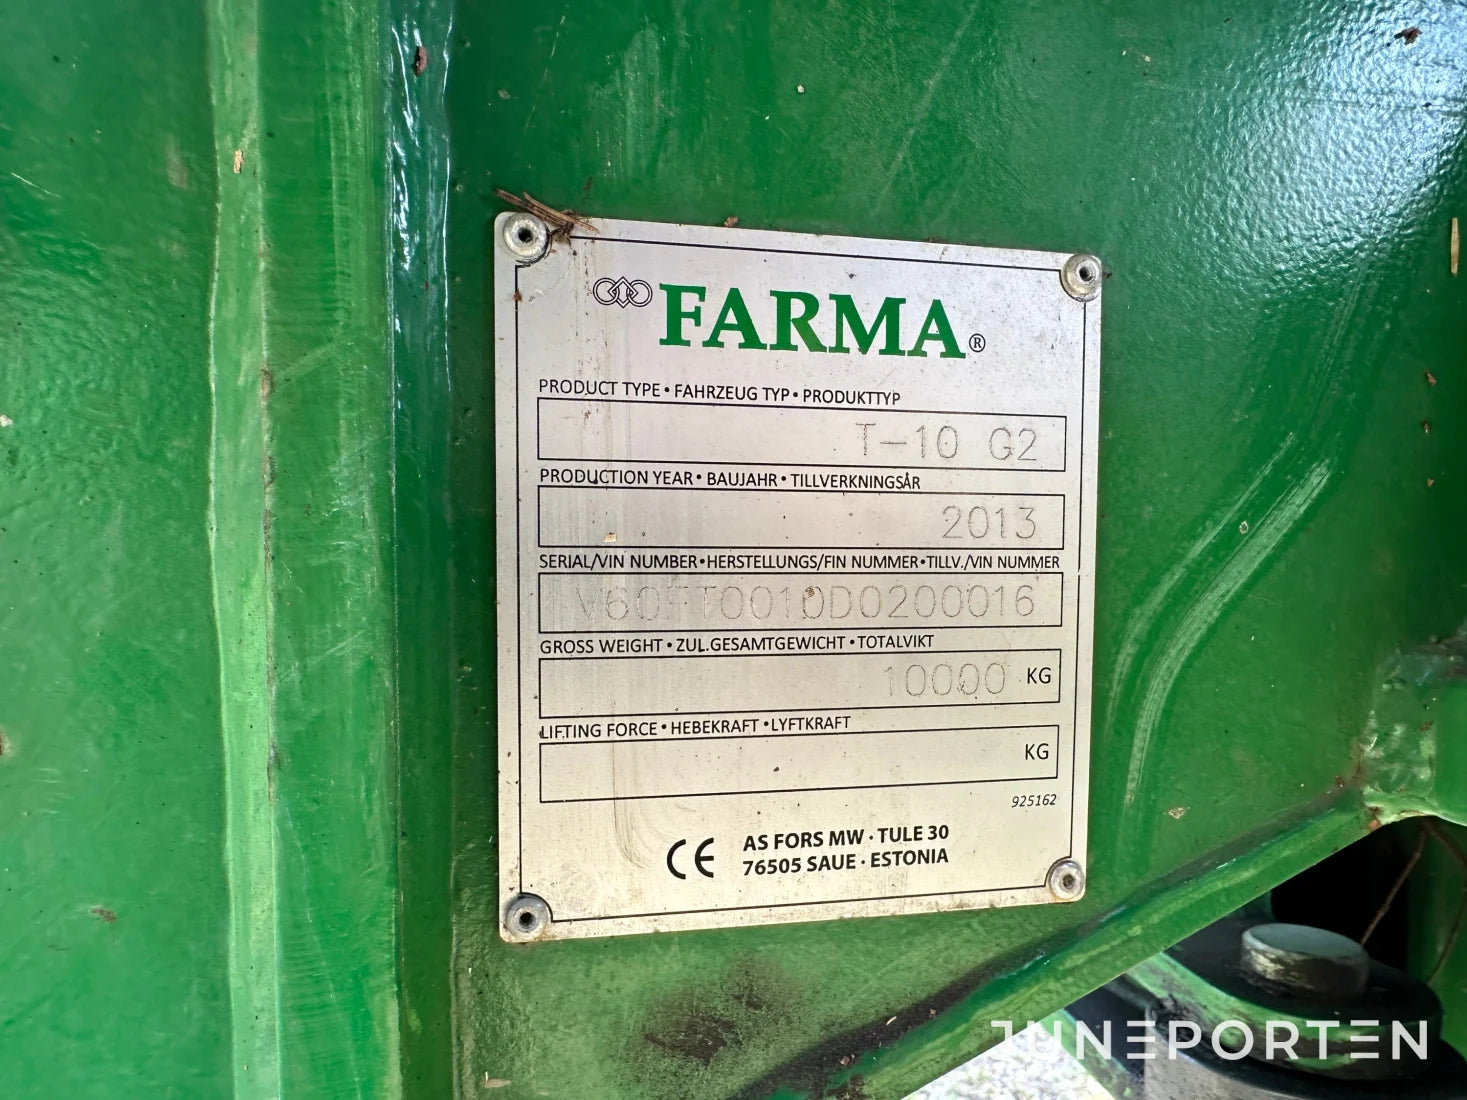 FARMA®
PRODUCT TYPE • FAHRZEUG TYP • PRODUKTTYP
T-10 G2
PRODUCTION YEAR • BAUJAHR • TILLVERKNINGSÅR
2013
SERIAL/VIN NUMBER • HERSTELLUNGS/FIN NUMMER • TILLV./VIN NUMMER
V60FT0010D0200016
GROSS WEIGHT • ZUL.GESAMTGEWICHT • TOTALVIKT
10000 KG
LIFTING FORCE • HEBEKRAFT • LYFTKRAFT
KG
925162
CE
AS FORS MW · TULE 30
76505 SAUE · ESTONIA
JUNEPORTEN